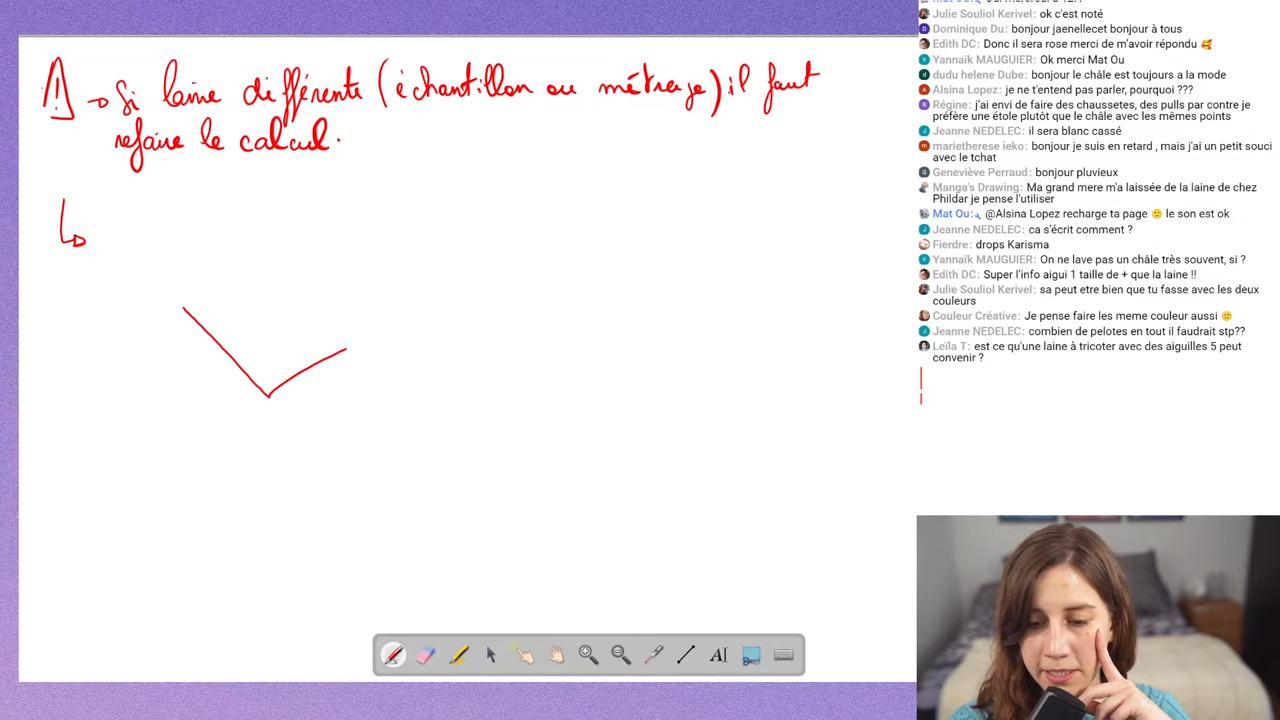 ⚠ → Si laine différente (échantillon ou métrage) il faut
refaire le calcul.
Julie Souliol Kerivel: ok c'est noté
Dominique Du: bonjour jaenellecet bonjour à tous
Edith DC: Donc il sera rose merci de m'avoir répondu 🥰
Yannaïk MAUGUIER: Ok merci Mat Ou
dudu helene Dube: bonjour le châle est toujours a la mode
Alsina Lopez: je ne t'entend pas parler, pourquoi ???
Régine: j'ai envi de faire des chaussetes, des pulls par contre je
préfère une étole plutôt que le châle avec les mêmes points
Jeanne NEDELEC: il sera blanc cassé
marietherese ieko: bonjour je suis en retard , mais j'ai un petit souci
avec le tchat
Geneviève Perraud: bonjour pluvieux
Manga's Drawing: Ma grand mere m'a laissée de la laine de chez
Phildar je pense l'utiliser
Mat Ou: @Alsina Lopez recharge ta page 🙂 le son est ok
Jeanne NEDELEC: ca s'écrit comment ?
Fierdre: drops Karisma
Yannaïk MAUGUIER: On ne lave pas un châle très souvent, si ?
Edith DC: Super l'info aigui 1 taille de + que la laine !!
Julie Souliol Kerivel: sa peut etre bien que tu fasse avec les deux
couleurs
Couleur Créative: Je pense faire les meme couleur aussi 🙂
Jeanne NEDELEC: combien de pelotes en tout il faudrait stp??
Leïla T: est ce qu'une laine à tricoter avec des aiguilles 5 peut
convenir ?
AI